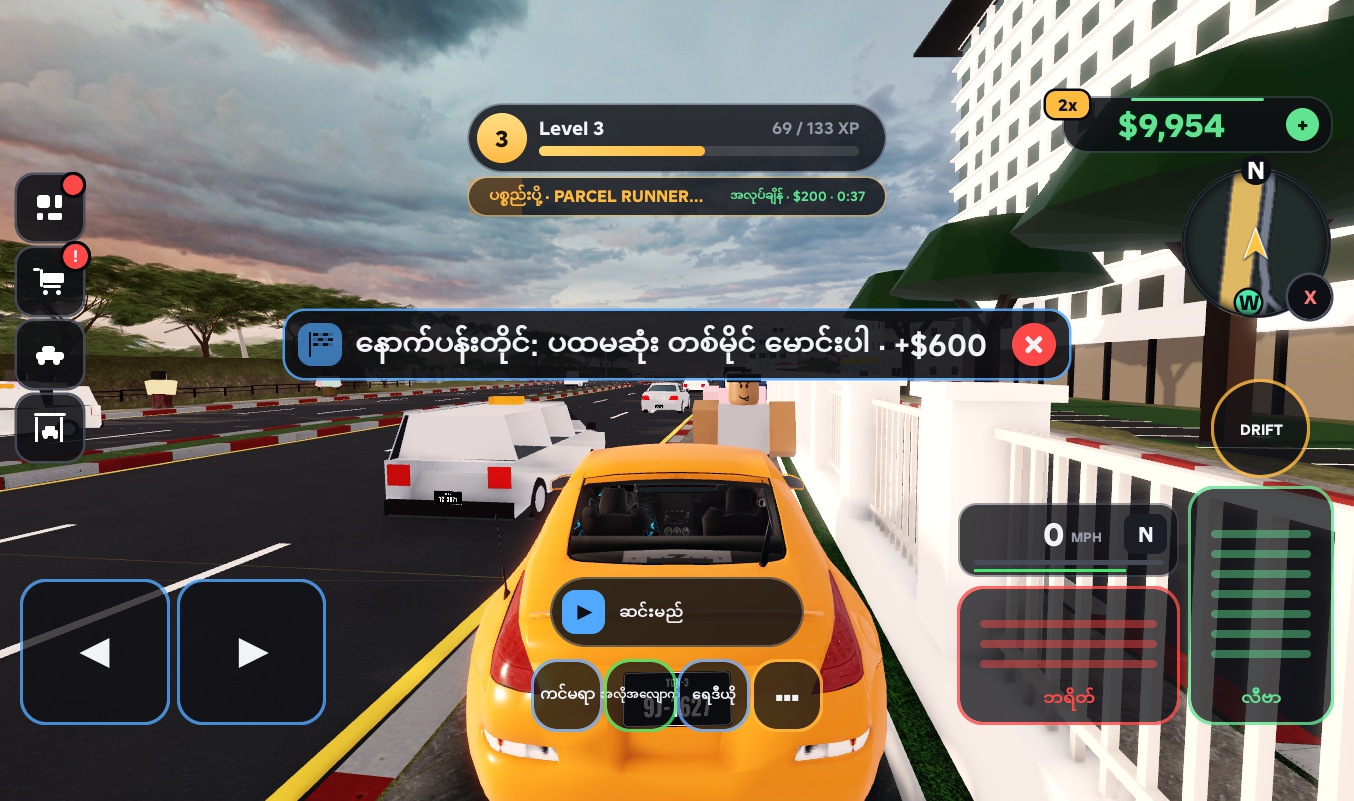 2x
$9,954
+
3
Level 3
69 / 133 XP
ပစ္စည်းပို့ · PARCEL RUNNER...
အလုပ်ချိန် · $200 · 0:37
N
W
X
!
နောက်ပန်းတိုင်: ပထမဆုံး တစ်မိုင် မောင်းပါ · +$600
DRIFT
0 MPH
N
ဆင်းမည်
ကင်မရာ
အလိုအလျောက်
ရေဒီယို
ဘရိတ်
လီဗာ